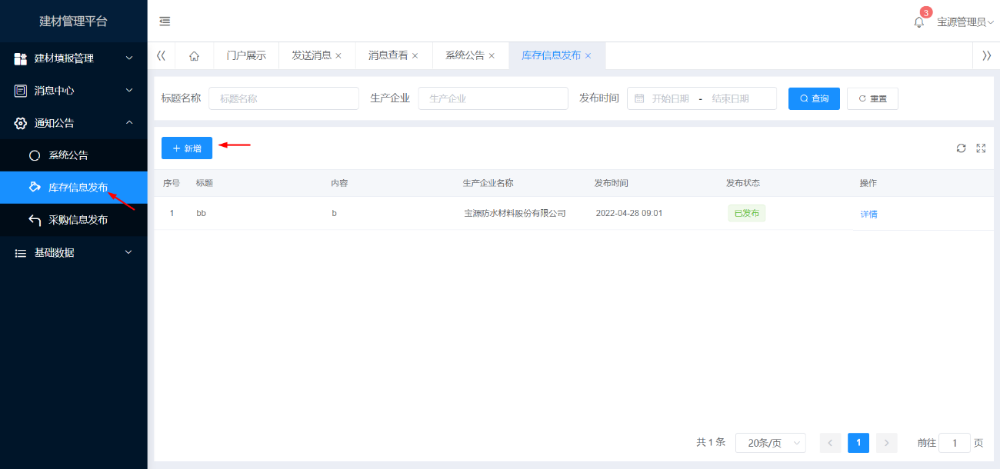 建材管理平台
3
宝源管理员
建材填报管理
消息中心
通知公告
系统公告
库存信息发布
采购信息发布
基础数据
门户展示
发送消息
消息查看
系统公告
库存信息发布
标题名称 标题名称 生产企业 生产企业 发布时间 开始日期 - 结束日期 查询 重置
新增
序号 标题 内容 生产企业名称 发布时间 发布状态 操作
1 bb b 宝源防水材料股份有限公司 2022-04-28 09:01 已发布 详情
共 1 条 20条/页 1 前往 1 页